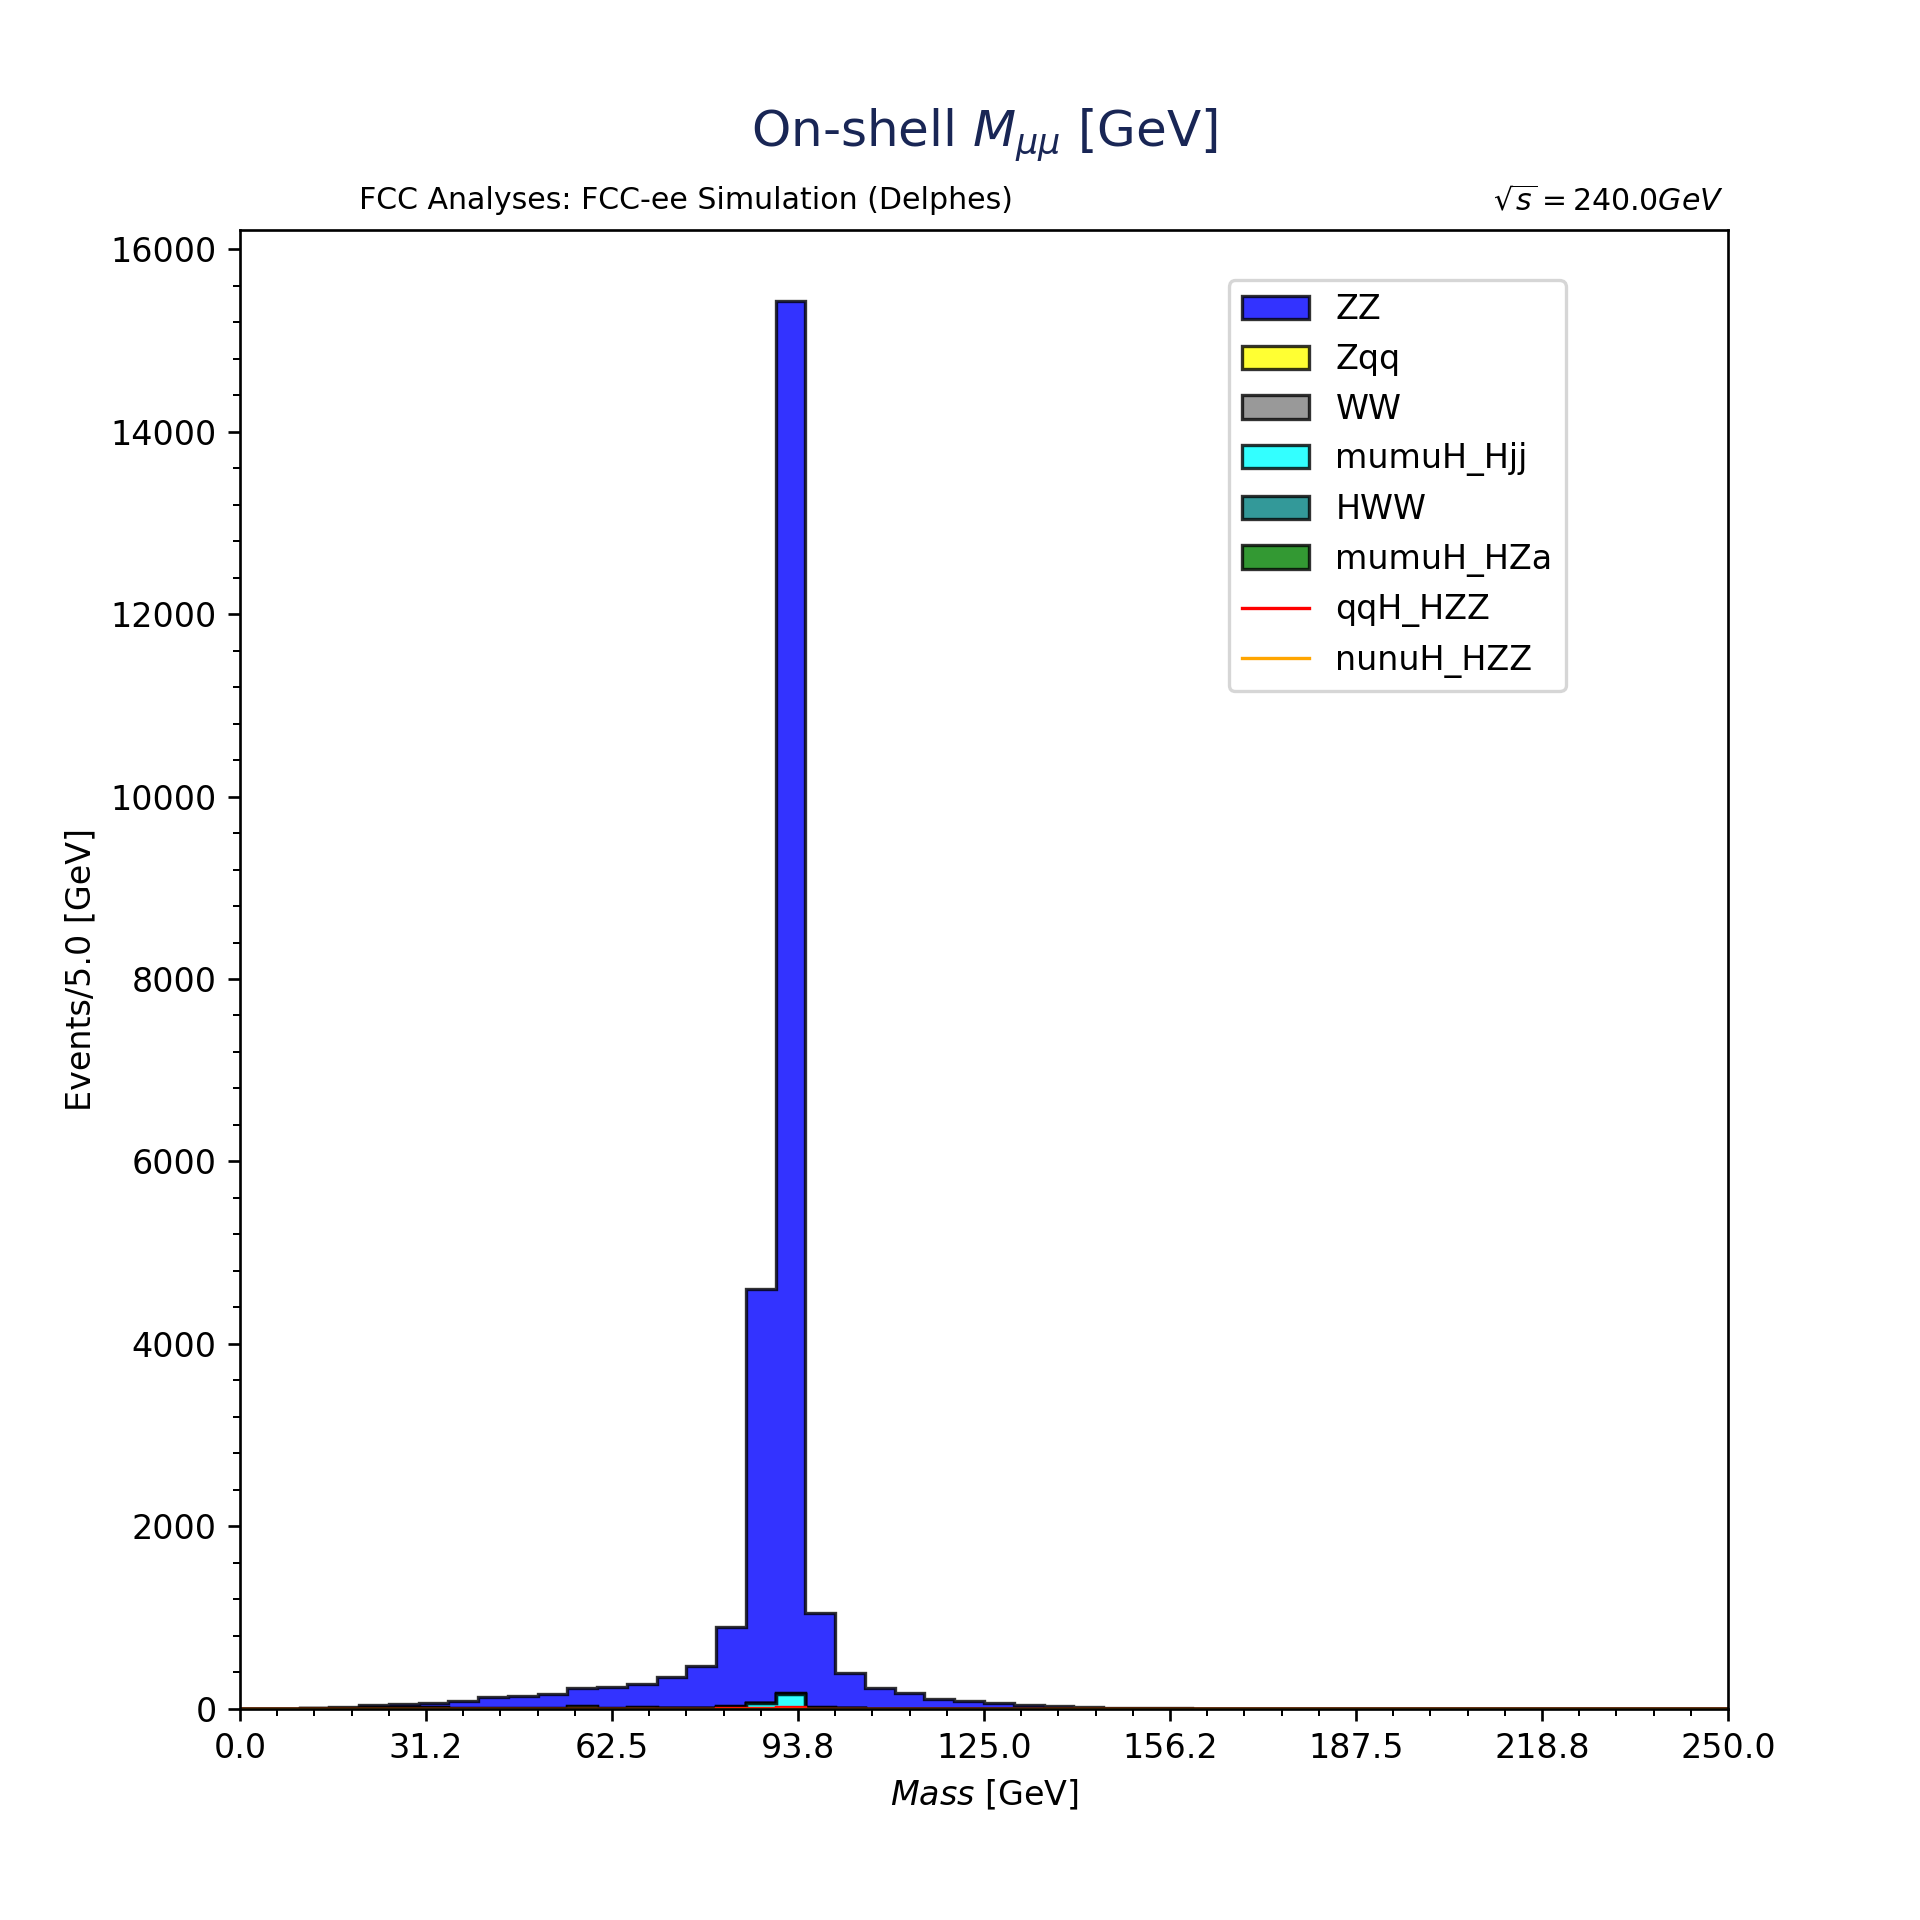 On-shell M_μμ [GeV]
FCC Analyses: FCC-ee Simulation (Delphes)
√s = 240.0GeV
16000
14000
12000
10000
8000
6000
4000
2000
0
Events/5.0 [GeV]
ZZ
Zqq
WW
mumuH_Hjj
HWW
mumuH_HZa
qqH_HZZ
nunuH_HZZ
0.0 31.2 62.5 93.8 125.0 156.2 187.5 218.8 250.0
Mass [GeV]